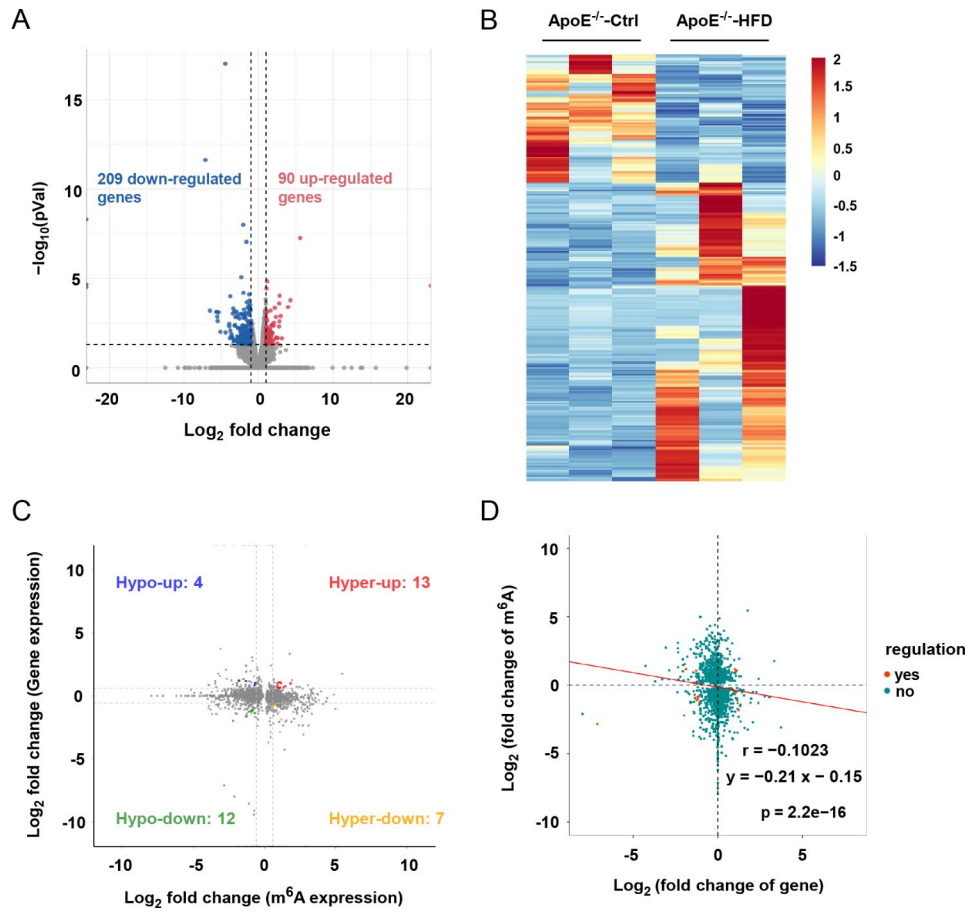 A
15
10
5
0
−log10(pVal)
209 down-regulated
genes
90 up-regulated
genes
-20
-10
0
10
20
Log2 fold change
B
ApoE-/--Ctrl
ApoE-/--HFD
2
1.5
1
0.5
0
-0.5
-1
-1.5
C
10
5
0
-5
-10
Log2 fold change (Gene expression)
Hypo-up: 4
Hyper-up: 13
Hypo-down: 12
Hyper-down: 7
-10
-5
0
5
10
Log2 fold change (m6A expression)
D
10
5
0
-5
-10
Log2 (fold change of m6A)
r = −0.1023
y = −0.21 x − 0.15
p = 2.2e−16
-5
0
5
Log2 (fold change of gene)
regulation
yes
no